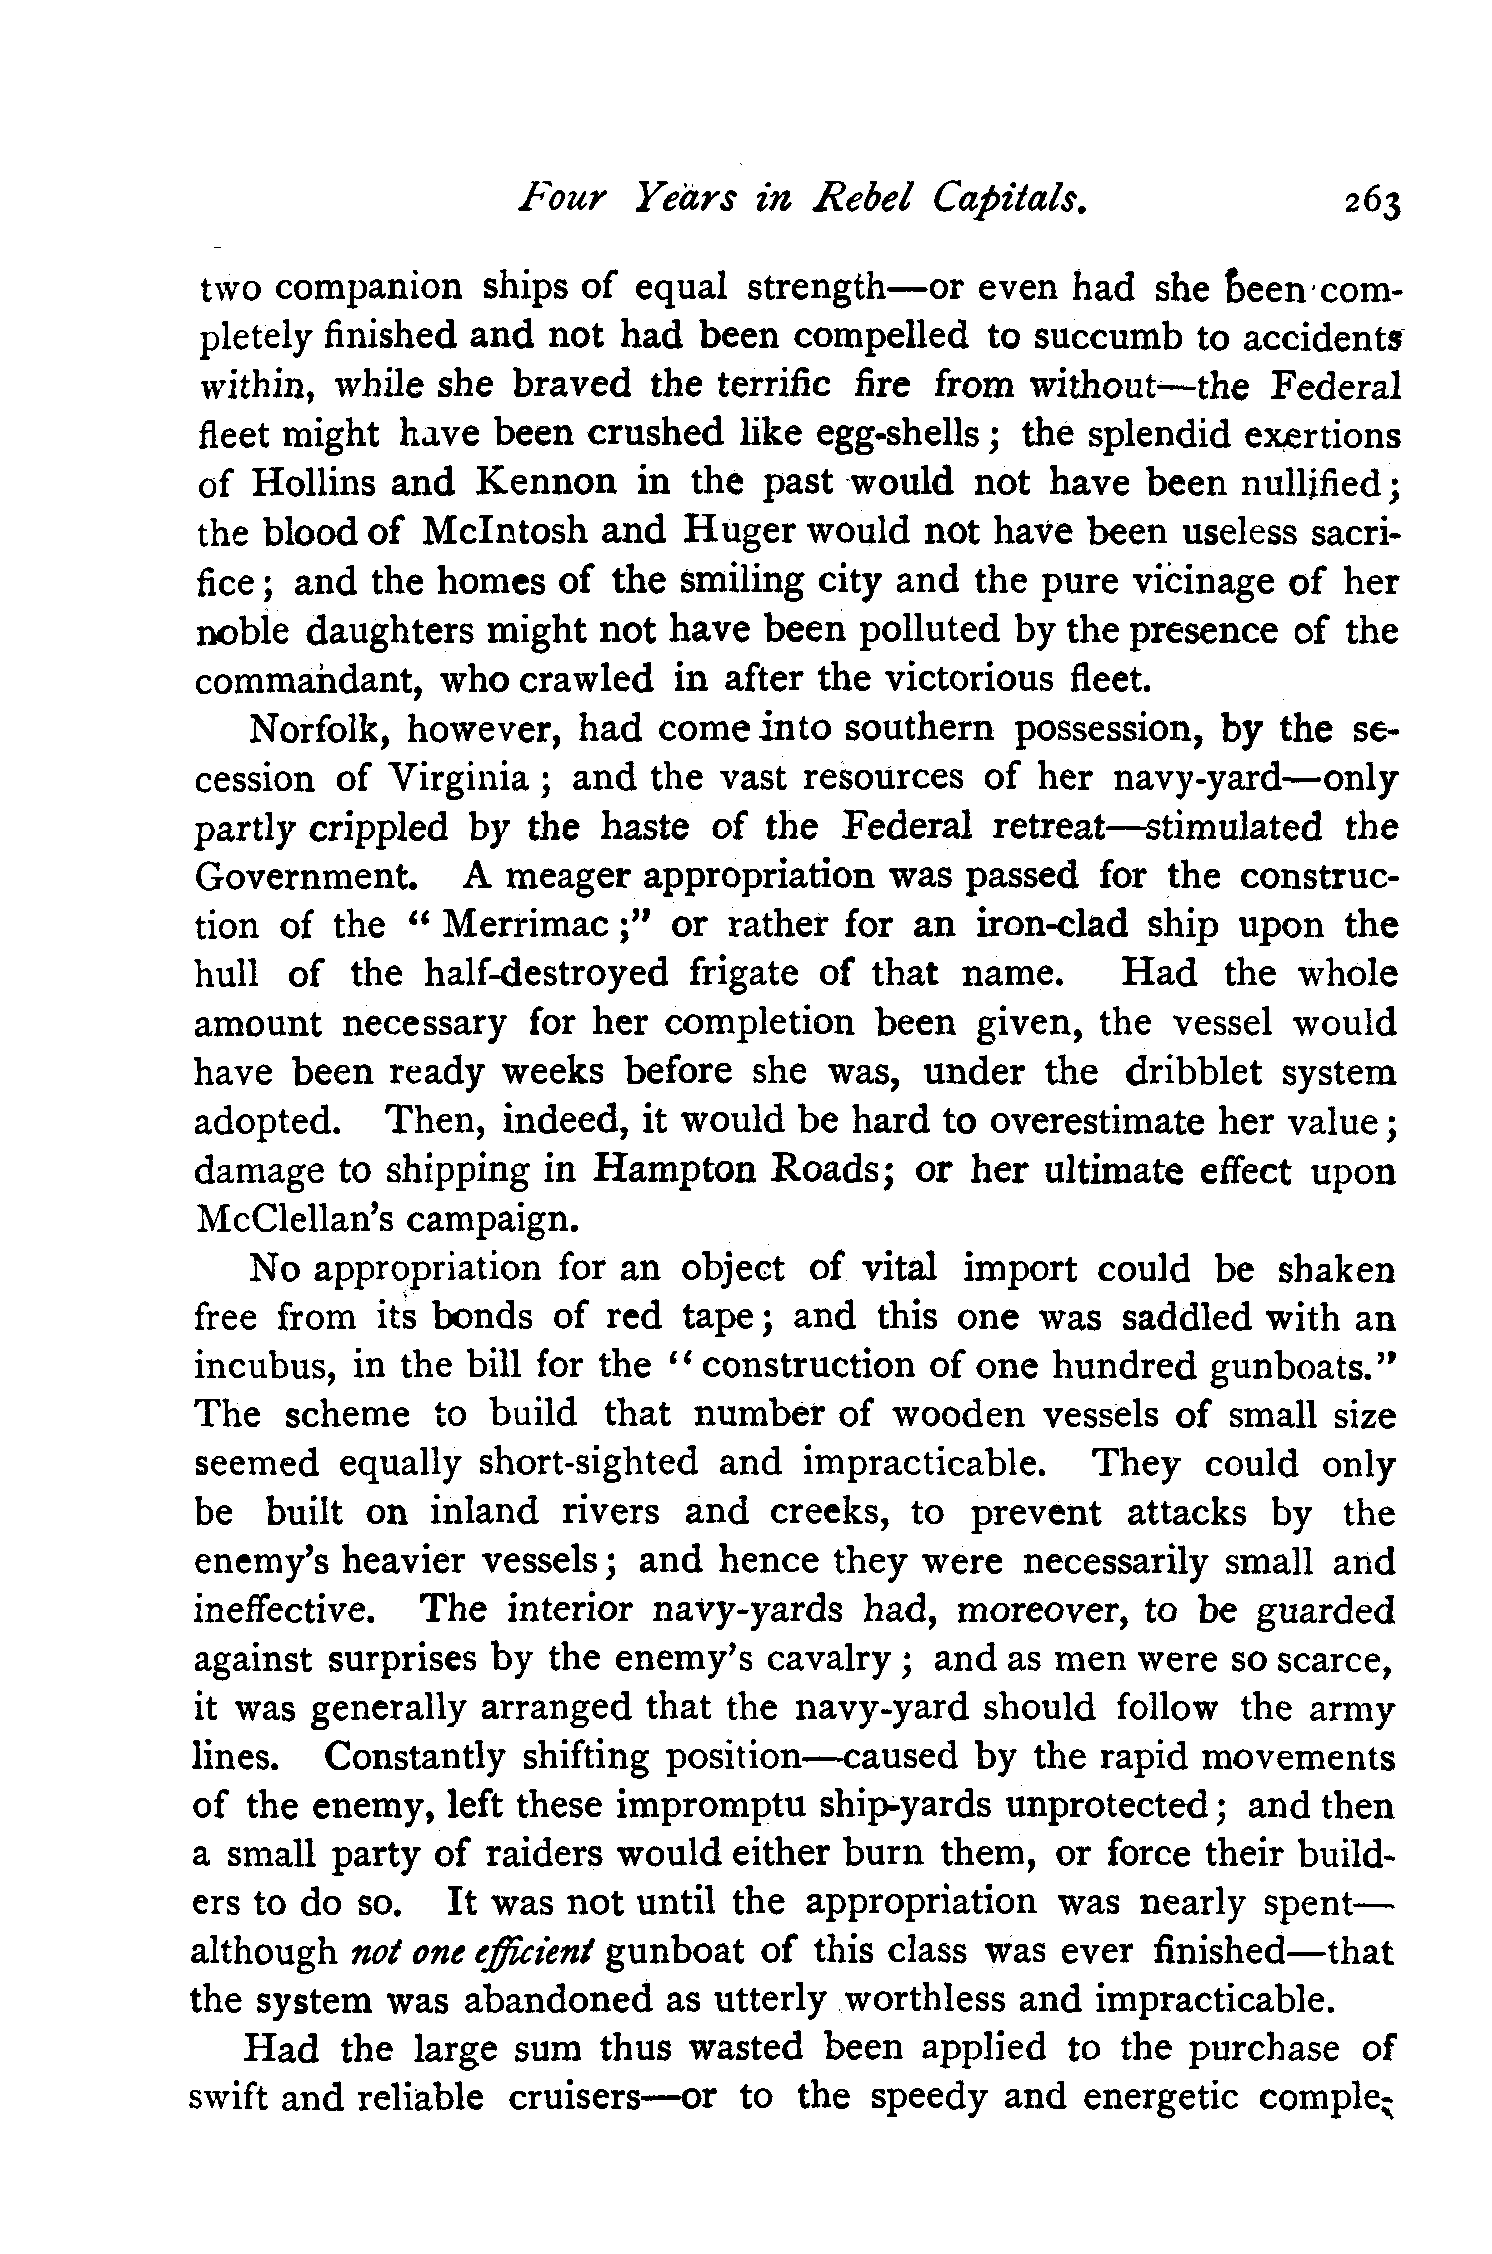 Four Years in Rebel Capitals. 263
two companion ships of equal strength—or even had she been com-
pletely finished and not had been compelled to succumb to accidents
within, while she braved the terrific fire from without—the Federal
fleet might have been crushed like egg-shells; the splendid exertions
of Hollins and Kennon in the past would not have been nullified;
the blood of McIntosh and Huger would not have been useless sacri-
fice; and the homes of the smiling city and the pure vicinage of her
noble daughters might not have been polluted by the presence of the
commandant, who crawled in after the victorious fleet.
Norfolk, however, had come into southern possession, by the se-
cession of Virginia; and the vast resources of her navy-yard—only
partly crippled by the haste of the Federal retreat—stimulated the
Government. A meager appropriation was passed for the construc-
tion of the "Merrimac;" or rather for an iron-clad ship upon the
hull of the half-destroyed frigate of that name. Had the whole
amount necessary for her completion been given, the vessel would
have been ready weeks before she was, under the dribblet system
adopted. Then, indeed, it would be hard to overestimate her value;
damage to shipping in Hampton Roads; or her ultimate effect upon
McClellan's campaign.
No appropriation for an object of vital import could be shaken
free from its bonds of red tape; and this one was saddled with an
incubus, in the bill for the "construction of one hundred gunboats."
The scheme to build that number of wooden vessels of small size
seemed equally short-sighted and impracticable. They could only
be built on inland rivers and creeks, to prevent attacks by the
enemy's heavier vessels; and hence they were necessarily small and
ineffective. The interior navy-yards had, moreover, to be guarded
against surprises by the enemy's cavalry; and as men were so scarce,
it was generally arranged that the navy-yard should follow the army
lines. Constantly shifting position—caused by the rapid movements
of the enemy, left these impromptu ship-yards unprotected; and then
a small party of raiders would either burn them, or force their build-
ers to do so. It was not until the appropriation was nearly spent—
although not one efficient gunboat of this class was ever finished—that
the system was abandoned as utterly worthless and impracticable.
Had the large sum thus wasted been applied to the purchase of
swift and reliable cruisers—or to the speedy and energetic comple-